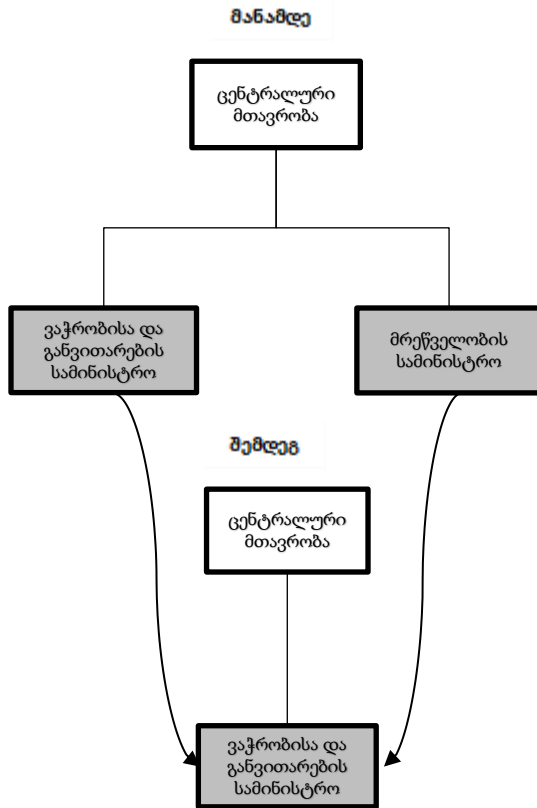 მანამდე
ცენტრალური
მთავრობა
ვაჭრობისა და
განვითარების
სამინისტრო
მრეწველობის
სამინისტრო
შემდეგ
ცენტრალური
მთავრობა
ვაჭრობისა და
განვითარების
სამინისტრო